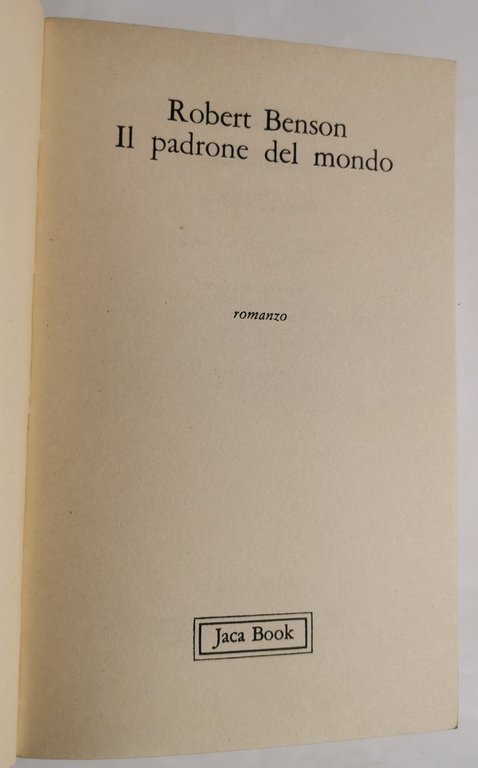 Robert Benson
Il padrone del mondo
romanzo
Jaca Book